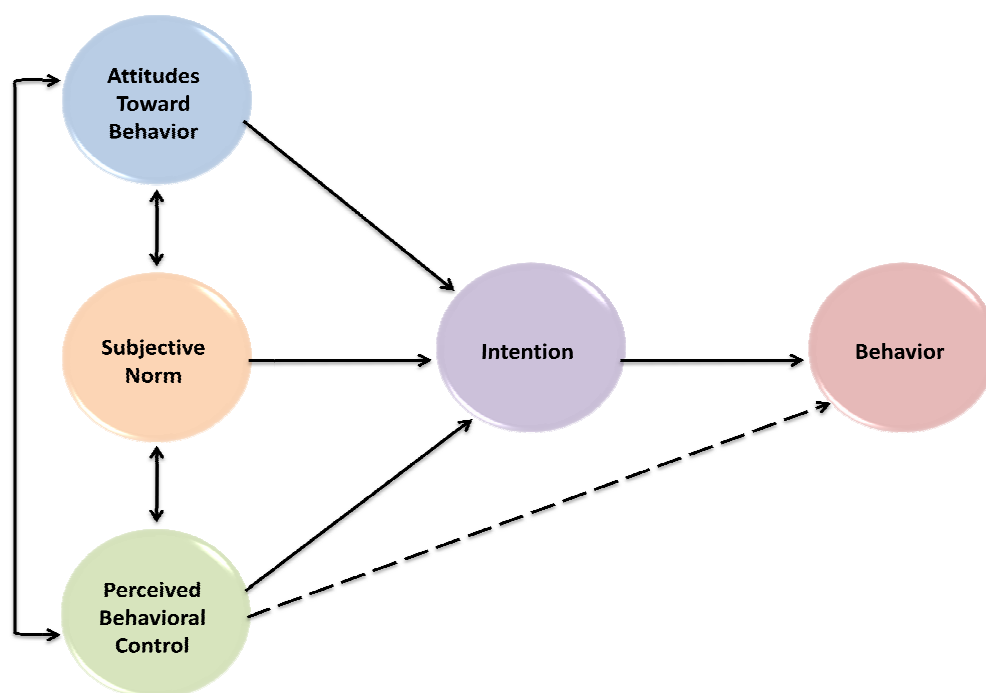 Attitudes
Toward
Behavior
Subjective
Norm
Intention
Behavior
Perceived
Behavioral
Control